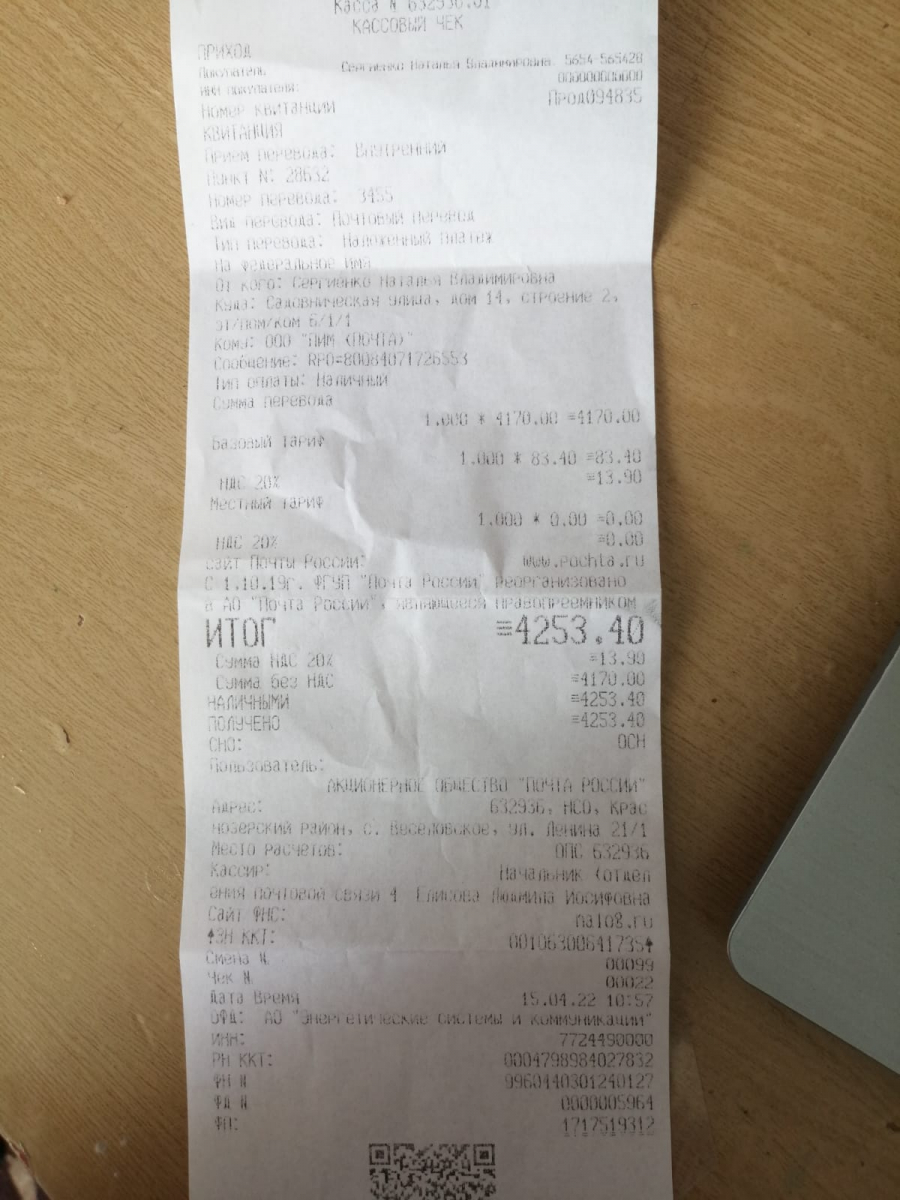 Касса N 632936.01
КАССОВЫЙ ЧЕК
ПРИХОД
Покупатель Сергиенко Наталья Владимировна 5654-565428
ИНН покупателя: 000000000000
Номер квитанции Прод094835
КВИТАНЦИЯ
Прием перевода: Внутренний
Пункт N: 28632
Номер перевода: 3455
Вид перевода: Почтовый перевод
Тип перевода: Наложенный платеж
На Федеральное Имя
От кого: Сергиенко Наталья Владимировна
Куда: Садовническая улица, дом 14, строение 2,
эт/пом/ком 6/1/1
Кому: ООО "ПИМ (ПОЧТА)"
Сообщение: RPO=80084071726553
Тип оплаты: Наличный
Сумма перевода
1.000 * 4170.00 =4170.00
Базовый тариф
1.000 * 83.40 =83.40
НДС 20% =13.90
Местный тариф
1.000 * 0.00 =0.00
НДС 20% =0.00
сайт Почты России: www.pochta.ru
С 1.10.19г. ФГУП "Почта России" реорганизовано
в АО "Почта России", являющееся правопреемником
ИТОГ =4253.40
Сумма НДС 20% =13.90
Сумма без НДС =4170.00
НАЛИЧНЫМИ =4253.40
ПОЛУЧЕНО =4253.40
СНО: ОСН
Пользователь:
АКЦИОНЕРНОЕ ОБЩЕСТВО "ПОЧТА РОССИИ"
Адрес: 632936, НСО, Крас
нозерский район, с. Веселовское, ул. Ленина 21/1
Место расчетов: ОПС 632936
Кассир: Начальник (отдел
ения почтовой связи 4 Елисова Людмила Иосифовна
Сайт ФНС: nalog.ru
↑ЗН ККТ: 00106300641735↑
Смена N 00099
Чек N 00022
Дата Время 15.04.22 10:57
ОФД: АО "Энергетические системы и коммуникации"
ИНН: 7724490000
РН ККТ: 0004798984027832
ФН N 9960440301240127
ФД N 0000005964
ФП: 1717519312